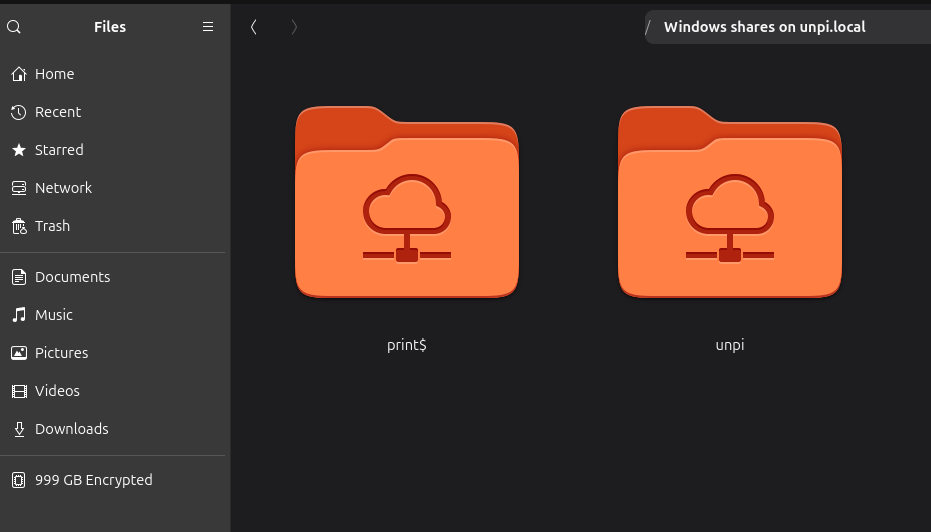 Files
/ Windows shares on unpi.local
Home
Recent
Starred
Network
Trash
Documents
Music
Pictures
Videos
Downloads
999 GB Encrypted
print$
unpi